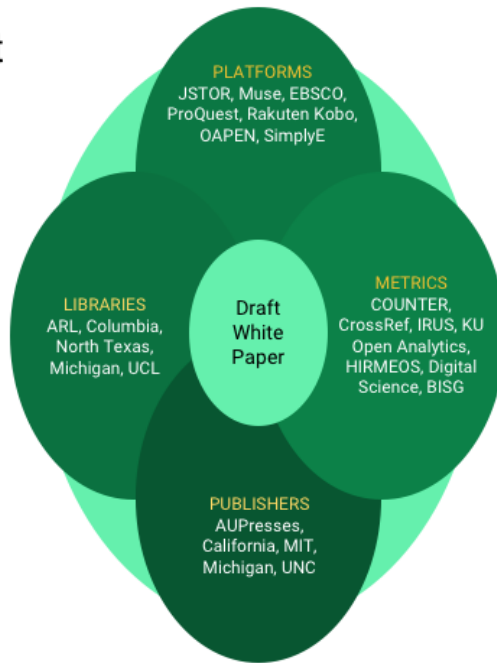 PLATFORMS
JSTOR, Muse, EBSCO,
ProQuest, Rakuten Kobo,
OAPEN, SimplyE
LIBRARIES
ARL, Columbia,
North Texas,
Michigan, UCL
Draft
White
Paper
METRICS
COUNTER,
CrossRef, IRUS, KU
Open Analytics,
HIRMEOS, Digital
Science, BISG
PUBLISHERS
AUPresses,
California, MIT,
Michigan, UNC